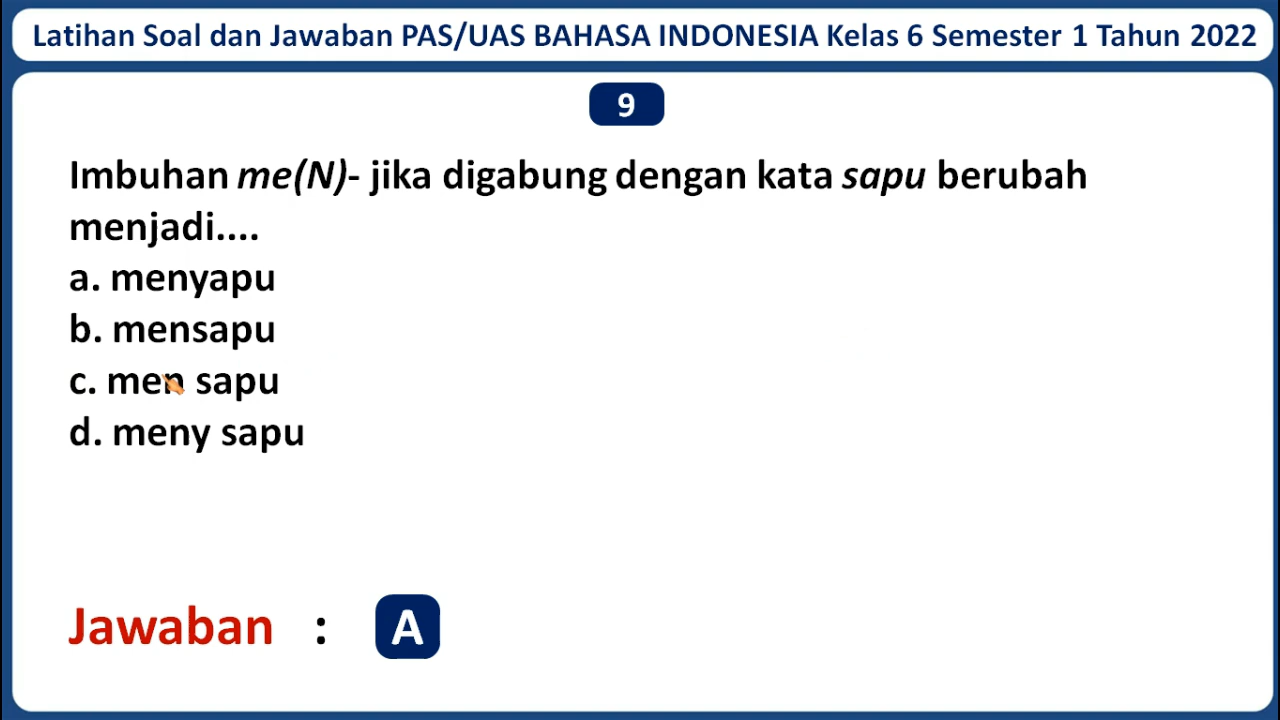 Latihan Soal dan Jawaban PAS/UAS BAHASA INDONESIA Kelas 6 Semester 1 Tahun 2022
9
Imbuhan me(N)- jika digabung dengan kata sapu berubah
menjadi....
a. menyapu
b. mensapu
c. men sapu
d. meny sapu
Jawaban : A